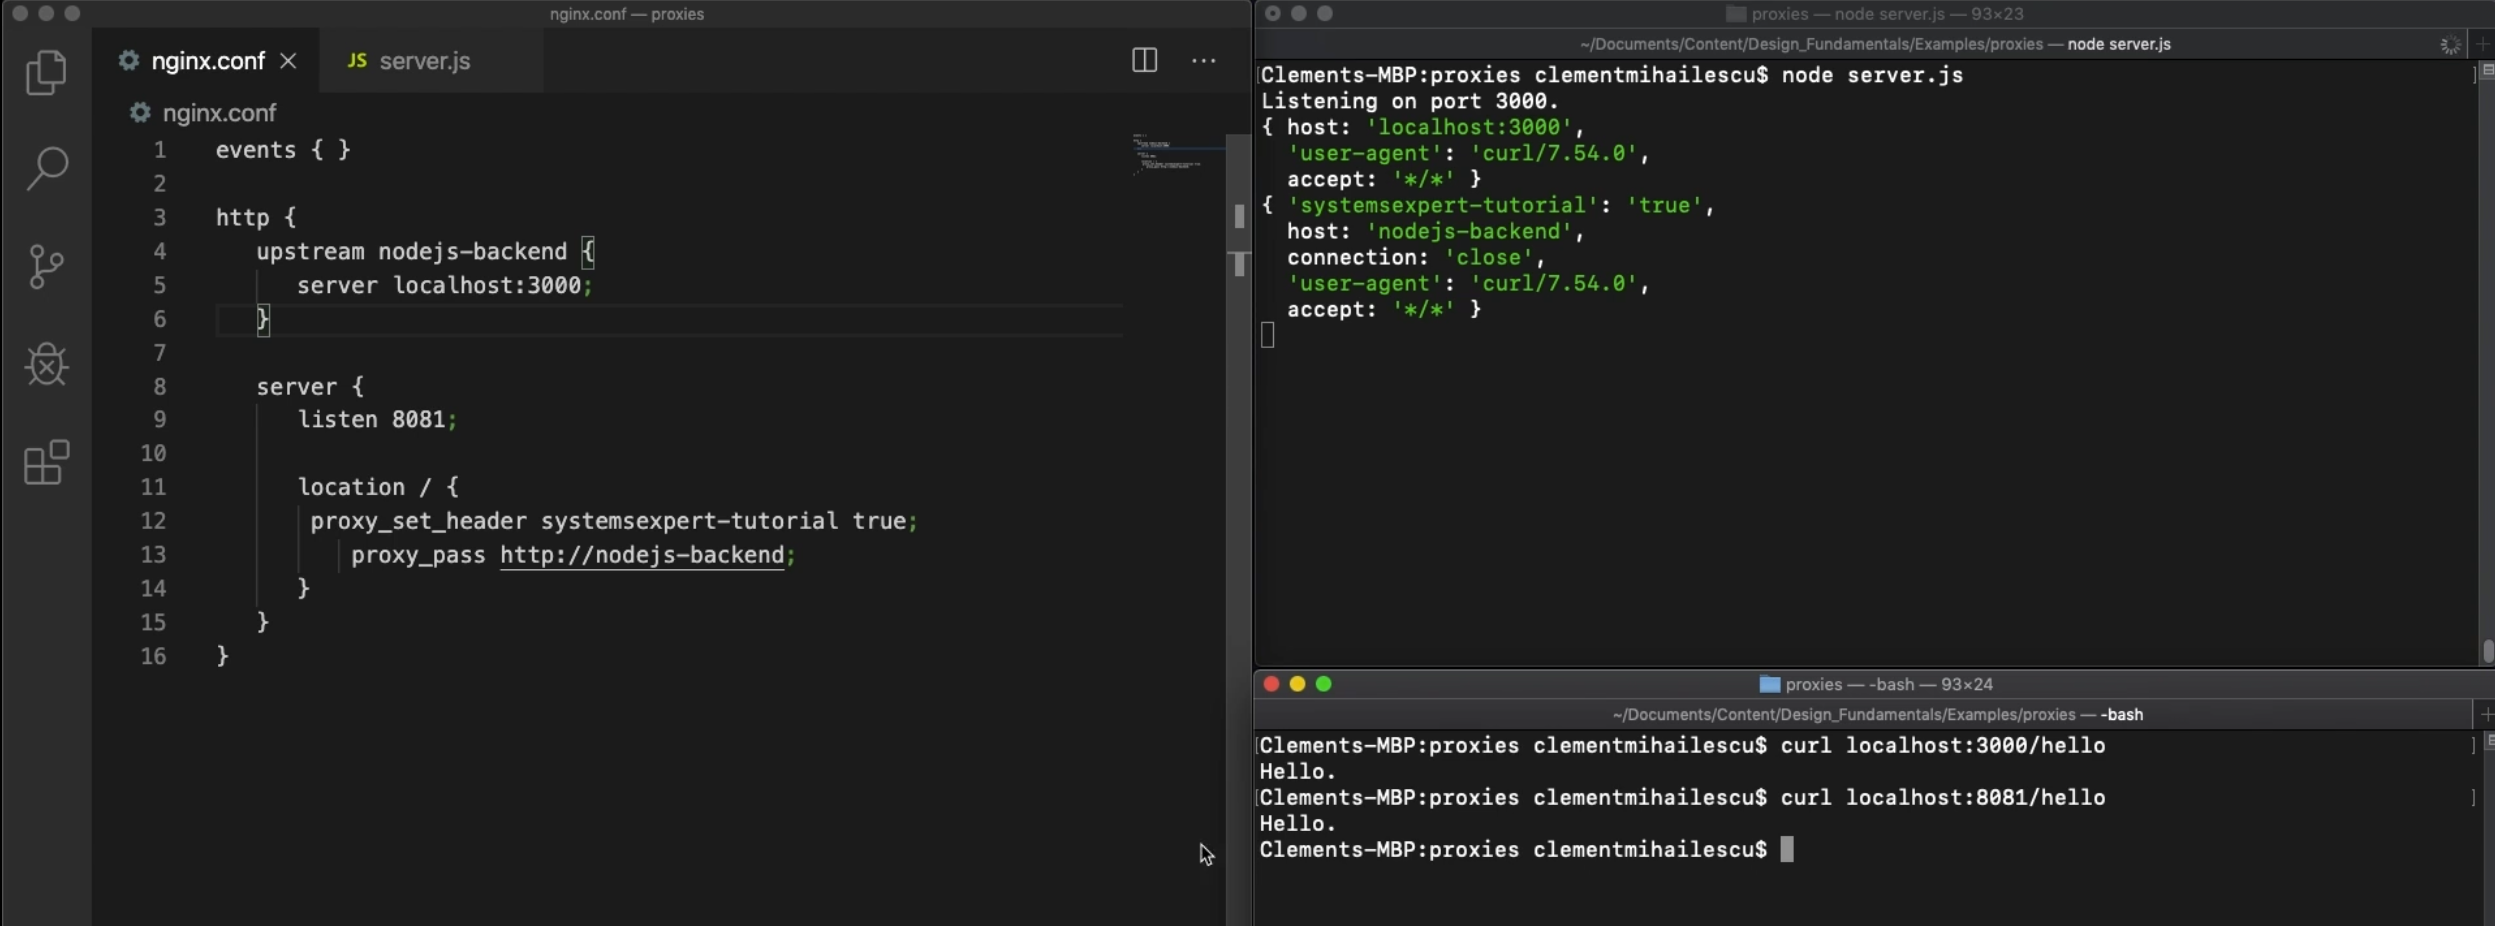 nginx.conf — proxies
nginx.conf
JS server.js
nginx.conf
1 events { }
2
3 http {
4 upstream nodejs-backend {
5 server localhost:3000;
6 }
7
8 server {
9 listen 8081;
10
11 location / {
12 proxy_set_header systemsexpert-tutorial true;
13 proxy_pass http://nodejs-backend;
14 }
15 }
16 }
proxies — node server.js — 93×23
~/Documents/Content/Design_Fundamentals/Examples/proxies — node server.js
[Clements-MBP:proxies clementmihailescu$ node server.js ]
Listening on port 3000.
{ host: 'localhost:3000',
'user-agent': 'curl/7.54.0',
accept: '*/*' }
{ 'systemsexpert-tutorial': 'true',
host: 'nodejs-backend',
connection: 'close',
'user-agent': 'curl/7.54.0',
accept: '*/*' }
proxies — -bash — 93×24
~/Documents/Content/Design_Fundamentals/Examples/proxies — -bash
[Clements-MBP:proxies clementmihailescu$ curl localhost:3000/hello ]
Hello.
[Clements-MBP:proxies clementmihailescu$ curl localhost:8081/hello ]
Hello.
Clements-MBP:proxies clementmihailescu$